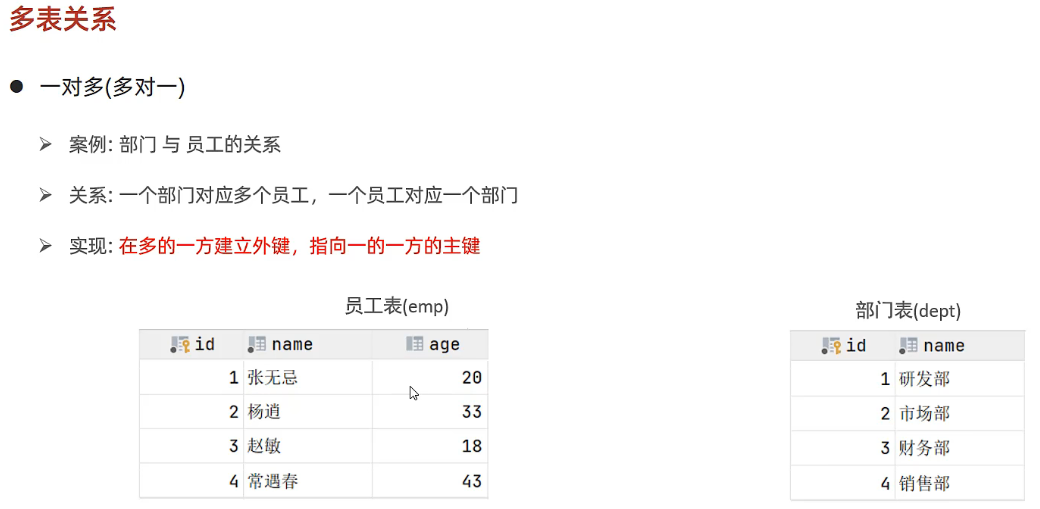 多表关系
一对多(多对一)
案例: 部门 与 员工的关系
关系: 一个部门对应多个员工，一个员工对应一个部门
实现: 在多的一方建立外键，指向一的一方的主键
员工表(emp)
id name age
1 张无忌 20
2 杨逍 33
3 赵敏 18
4 常遇春 43
部门表(dept)
id name
1 研发部
2 市场部
3 财务部
4 销售部